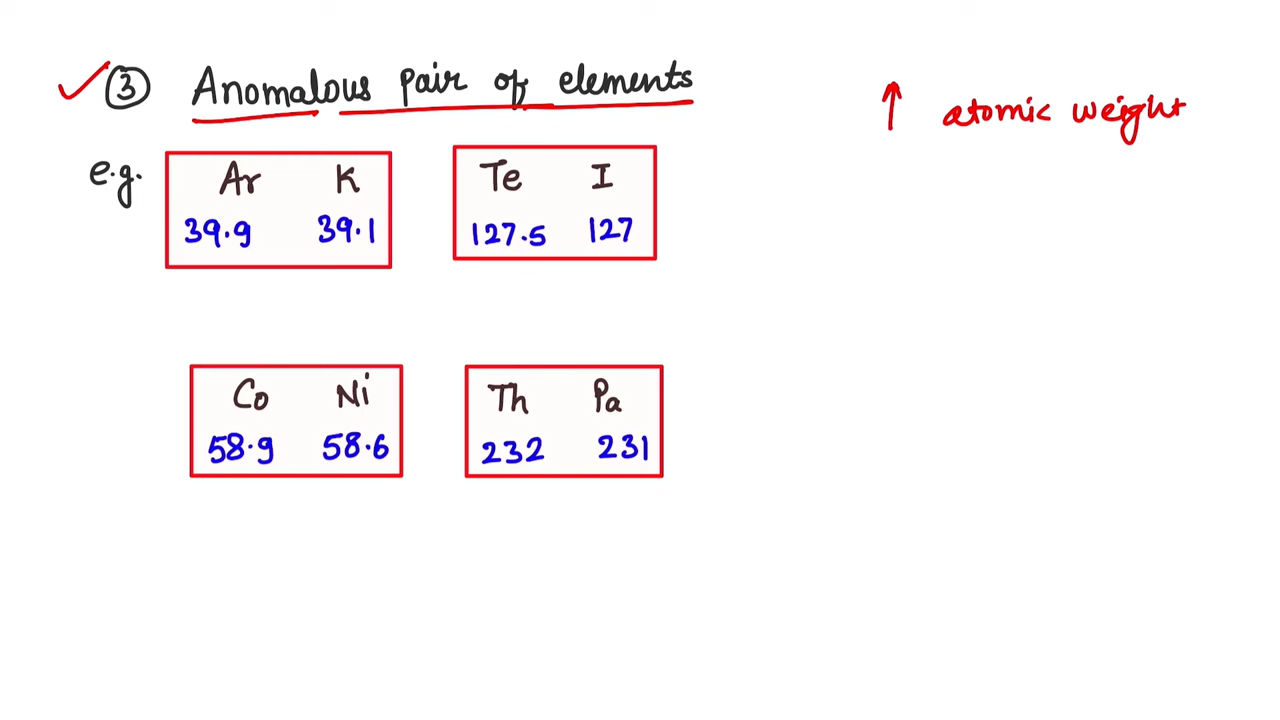 ③ Anomalous pair of elements
↑ atomic weight
e.g. Ar K Te I
39.9 39.1 127.5 127
Co Ni Th Pa
58.9 58.6 232 231